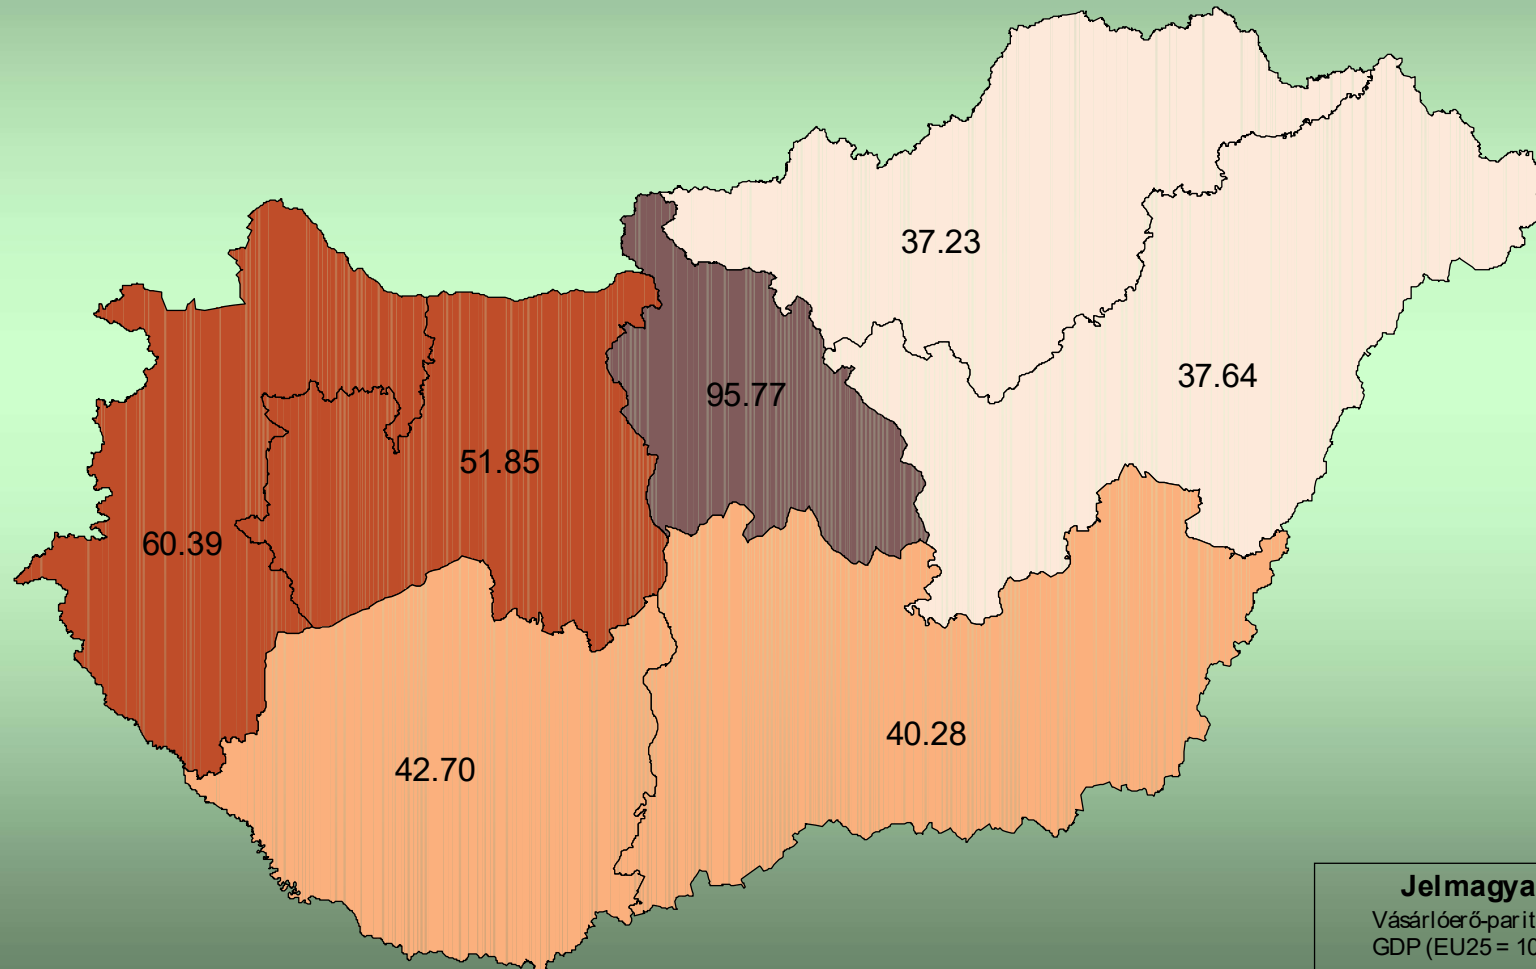 37.23
37.64
95.77
51.85
60.39
40.28
42.70
Jelmagya
Vásárlóerő-parit
GDP (EU25 = 10